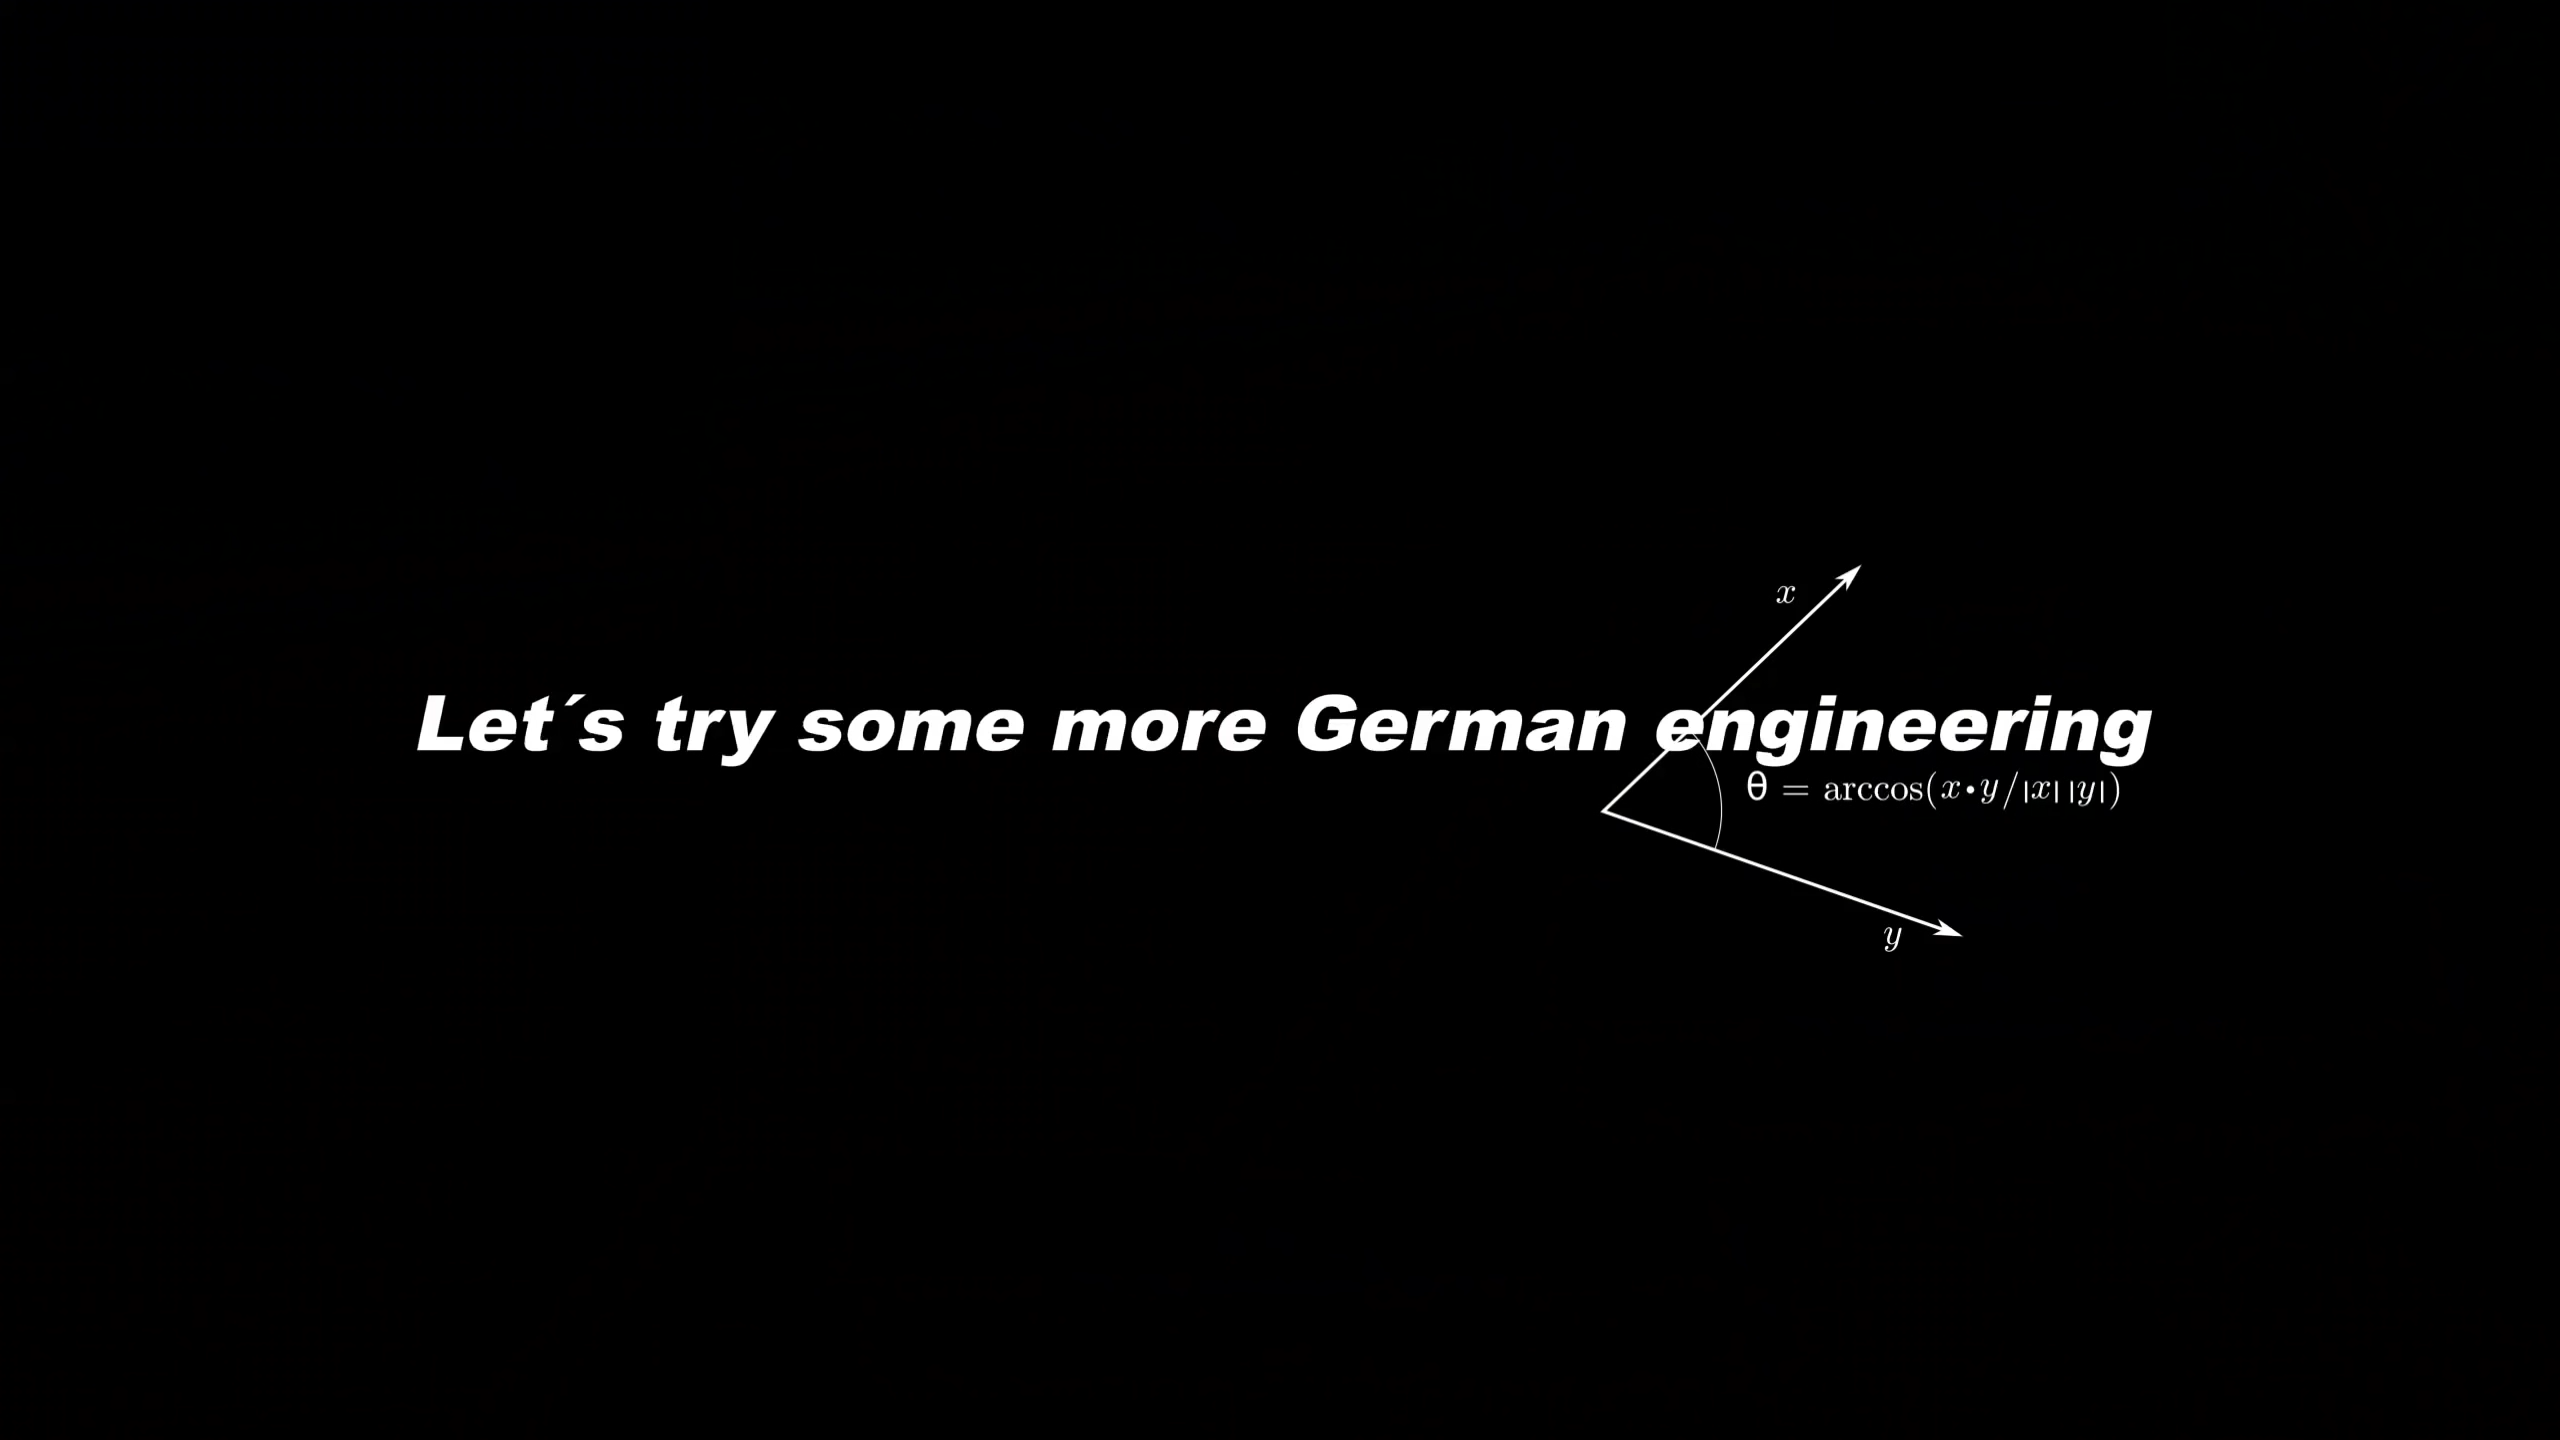 x
Let´s try some more German engineering
θ = arccos(x•y/|x| |y|)
y